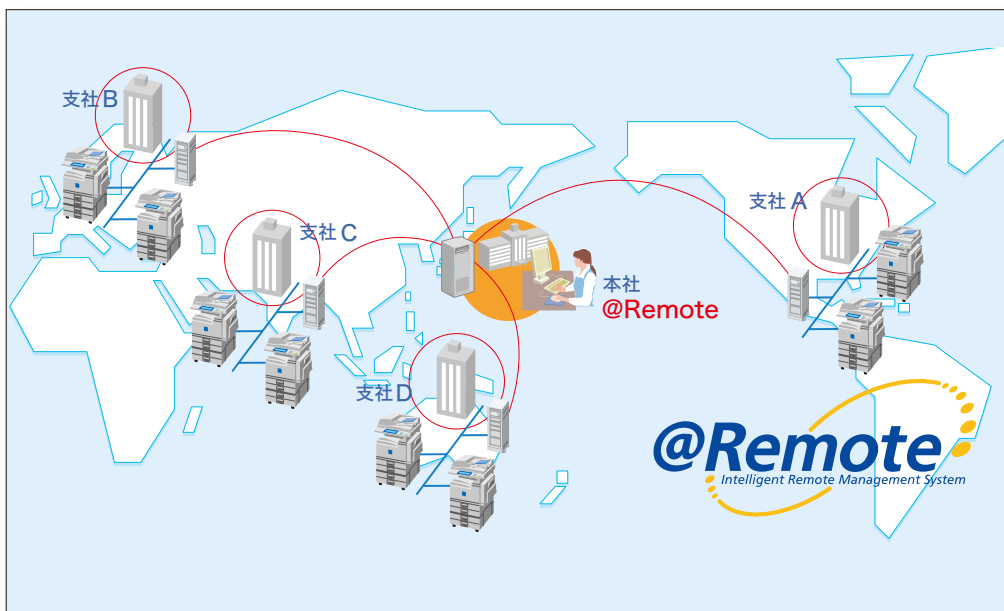 支社B
支社A
支社C
本社
@Remote
支社D
@Remote
Intelligent Remote Management System